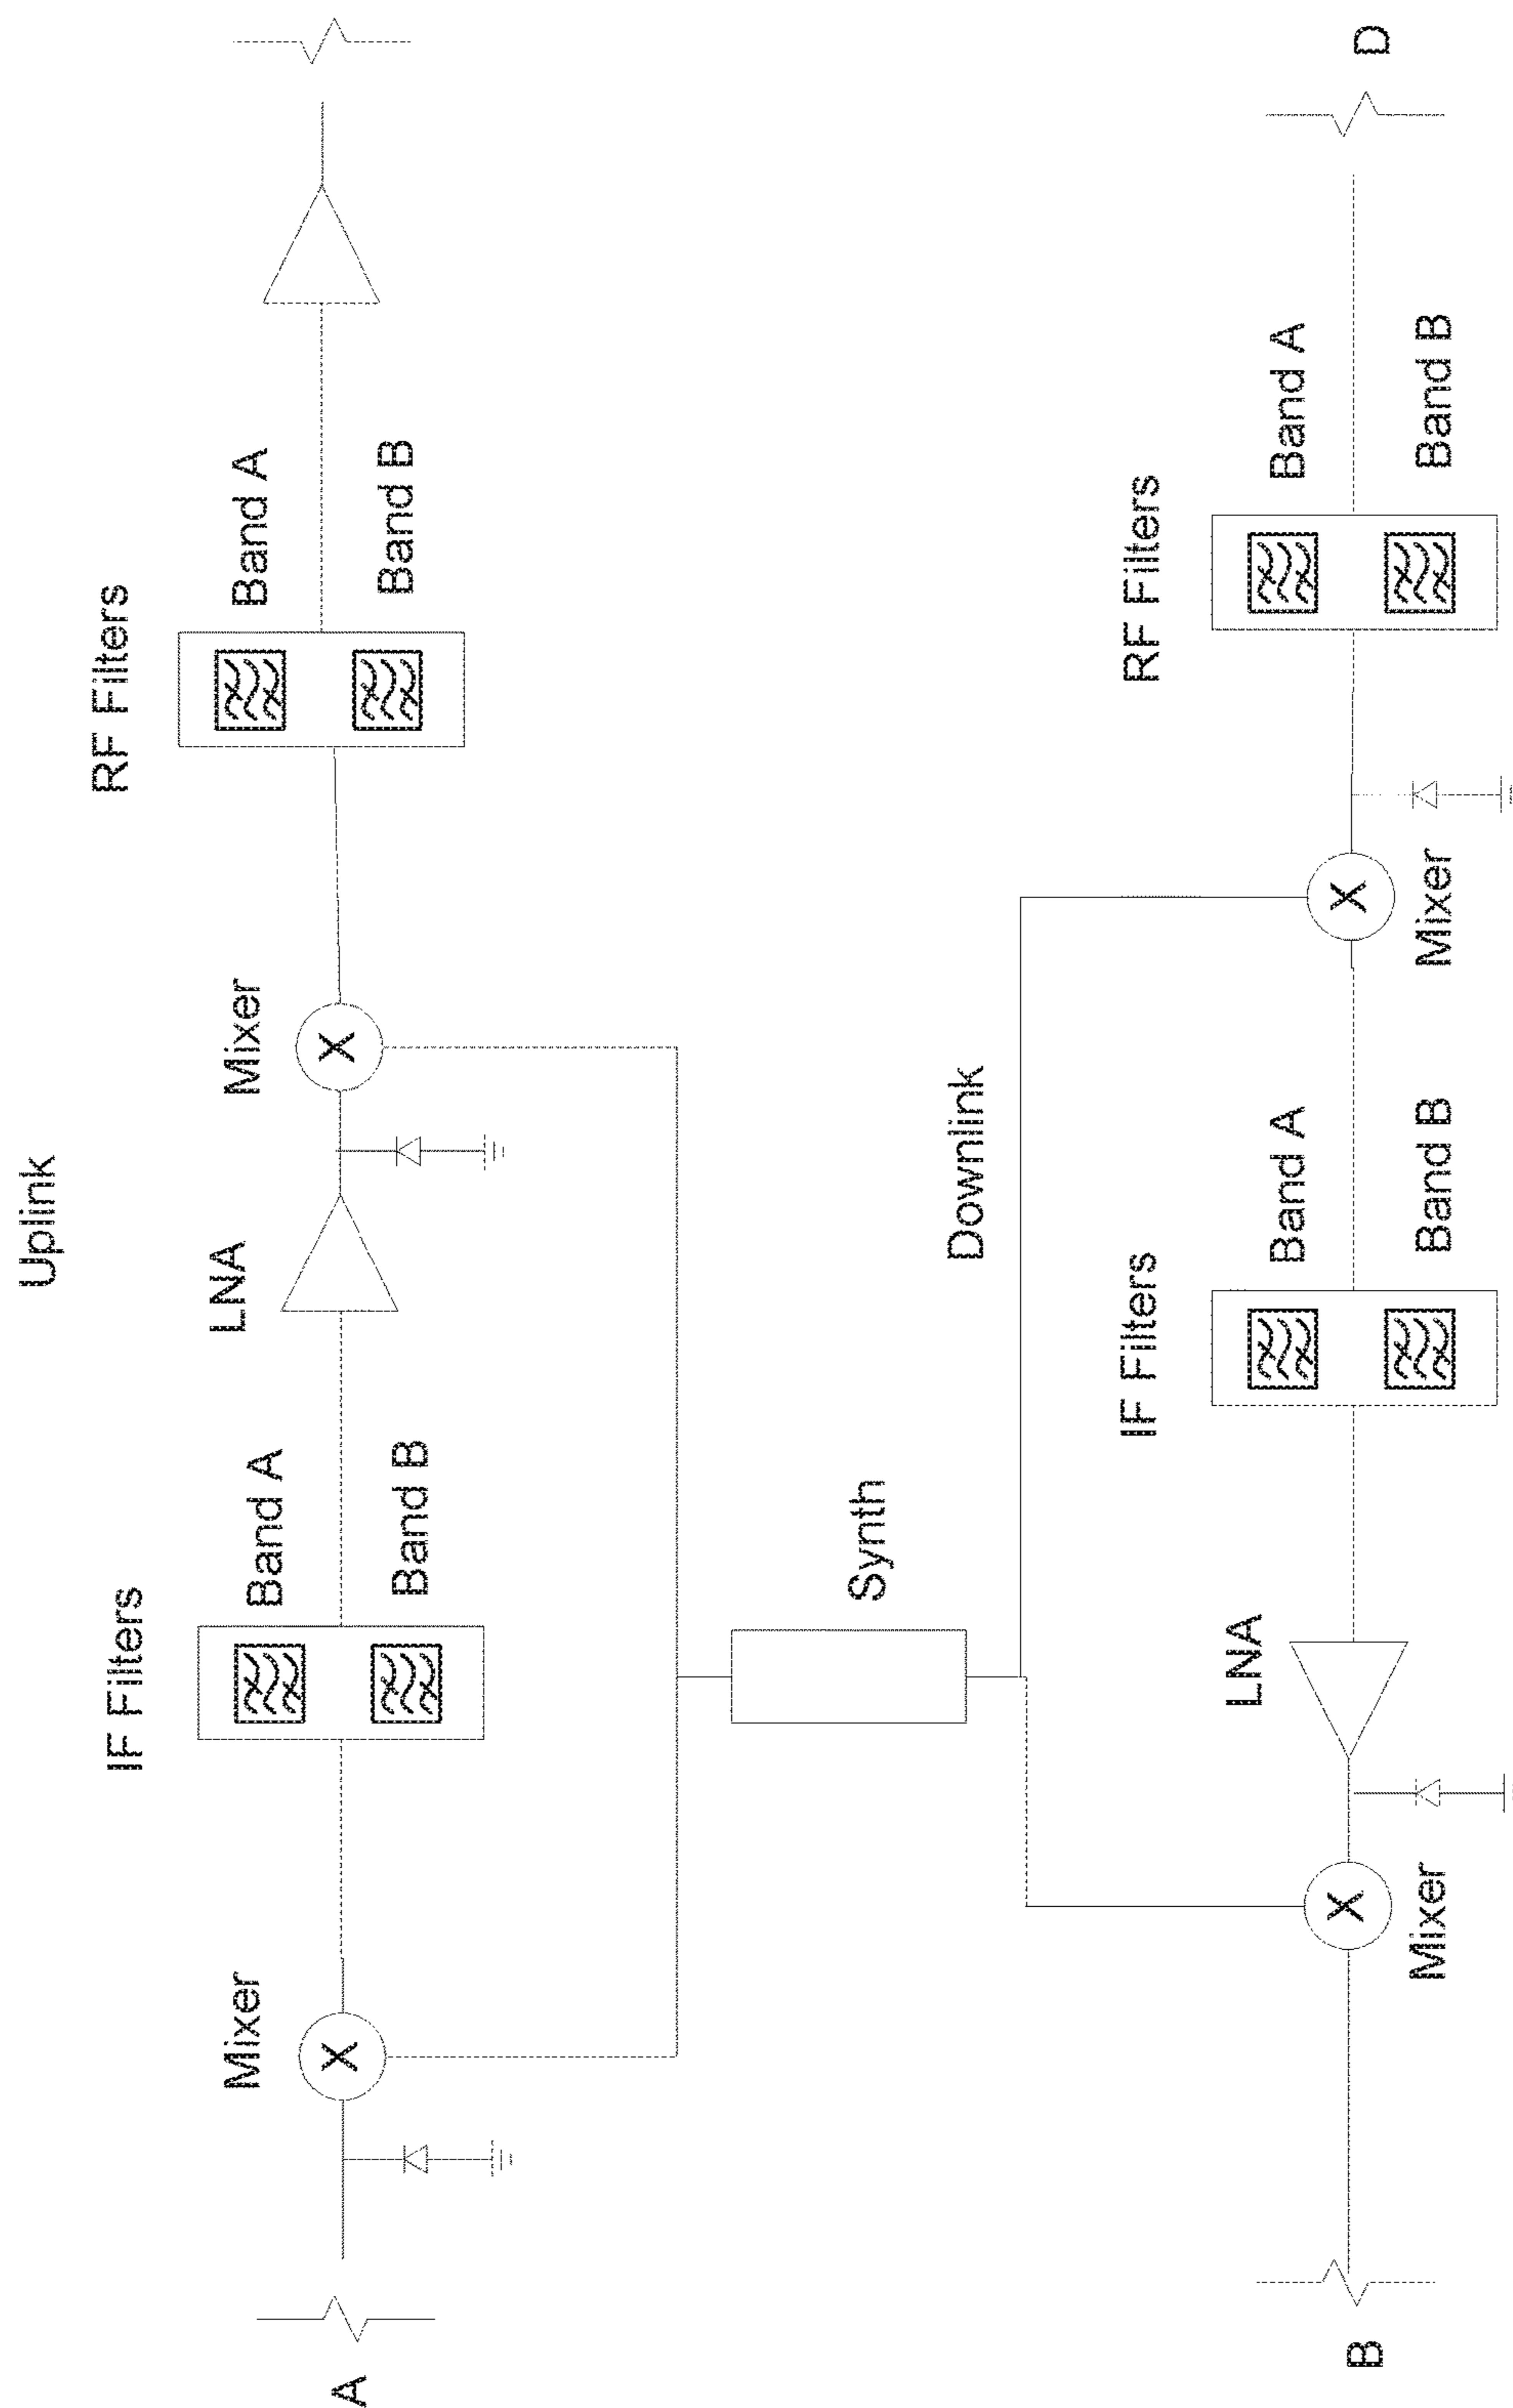 Uplink
IF Filters
RF Filters
Mixer
Band A
LNA
Mixer
Band A
A
X
X
Band B
Band B
Synth
Downlink
IF Filters
RF Filters
LNA
Band A
Band A
B
X
X
D
Mixer
Band B
Mixer
Band B